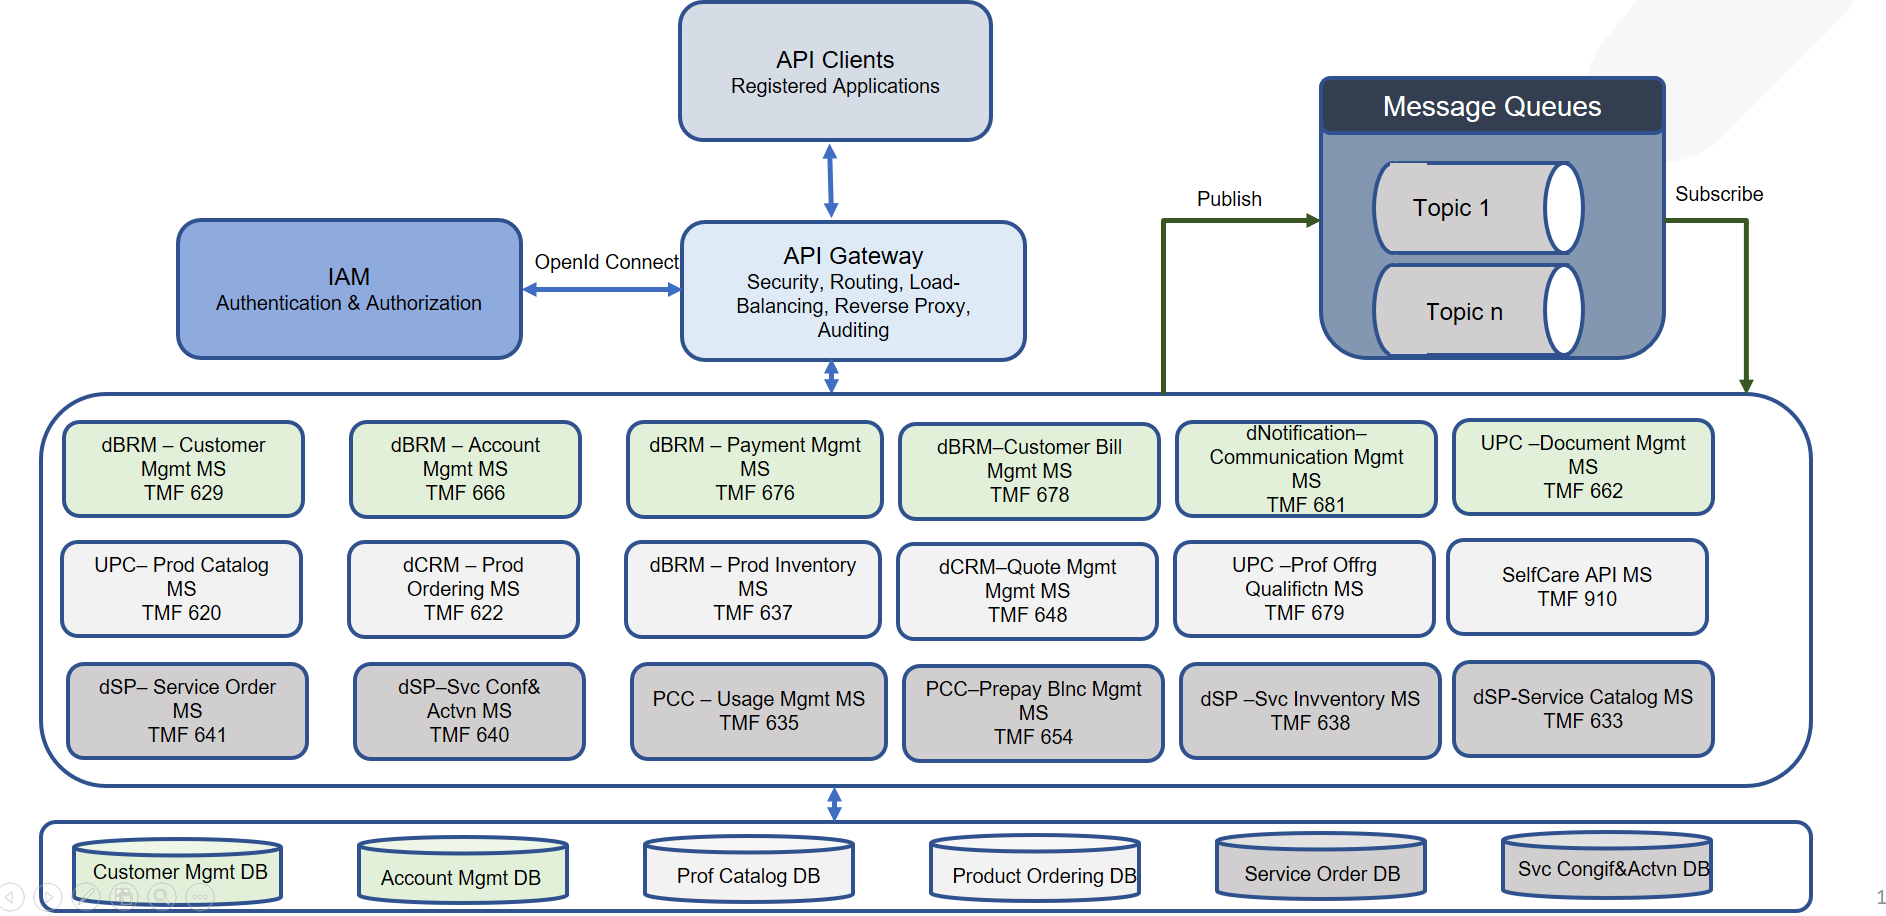 API Clients
Registered Applications
Message Queues
Topic 1
Topic n
Publish
Subscribe
IAM
Authentication & Authorization
OpenId Connect
API Gateway
Security, Routing, Load-
Balancing, Reverse Proxy,
Auditing
dBRM – Customer
Mgmt MS
TMF 629
dBRM – Account
Mgmt MS
TMF 666
dBRM – Payment Mgmt
MS
TMF 676
dBRM–Customer Bill
Mgmt MS
TMF 678
dNotification–
Communication Mgmt
MS
TMF 681
UPC –Document Mgmt
MS
TMF 662
UPC– Prod Catalog
MS
TMF 620
dCRM – Prod
Ordering MS
TMF 622
dBRM – Prod Inventory
MS
TMF 637
dCRM–Quote Mgmt
Mgmt MS
TMF 648
UPC –Prof Offrg
Qualifictn MS
TMF 679
SelfCare API MS
TMF 910
dSP– Service Order
MS
TMF 641
dSP–Svc Conf&
Actvn MS
TMF 640
PCC – Usage Mgmt MS
TMF 635
PCC–Prepay Blnc Mgmt
MS
TMF 654
dSP –Svc Invventory MS
TMF 638
dSP-Service Catalog MS
TMF 633
Customer Mgmt DB
Account Mgmt DB
Prof Catalog DB
Product Ordering DB
Service Order DB
Svc Congif&Actvn DB
1